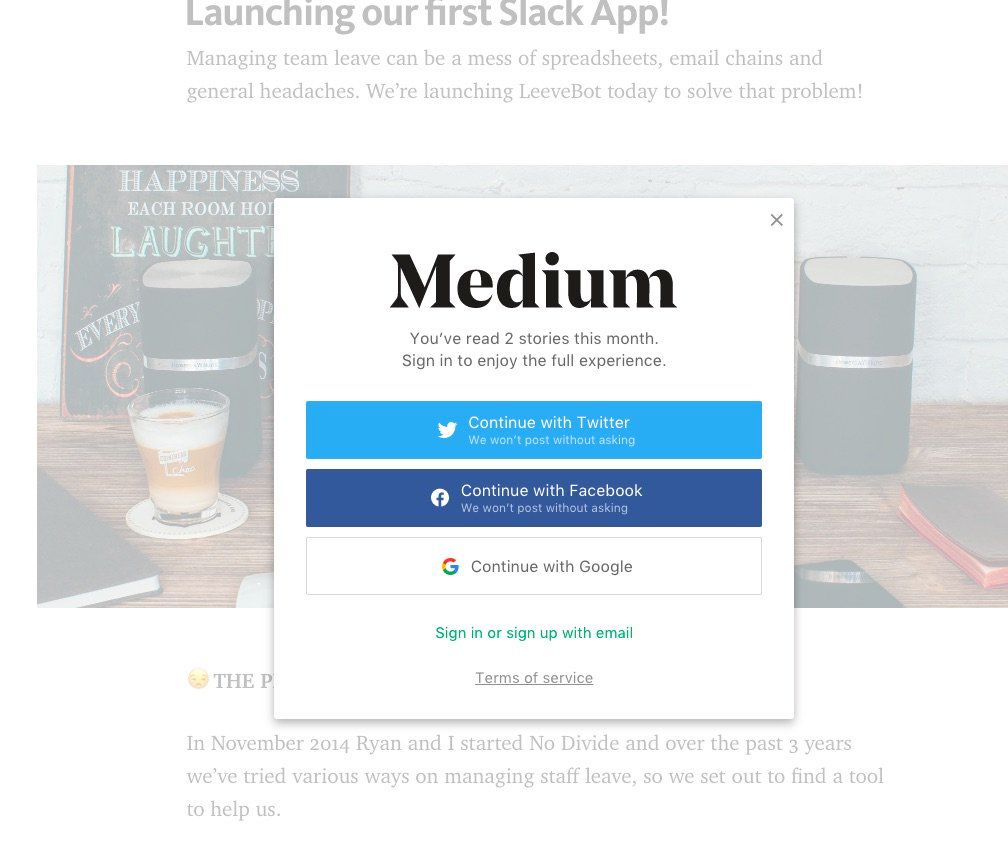 Launching our first Slack App!
Managing team leave can be a mess of spreadsheets, email chains and
general headaches. We’re launching LeeveBot today to solve that problem!
HAPPINESS
EACH ROOM
LAUGHTE
EVERY
Medium
You’ve read 2 stories this month.
Sign in to enjoy the full experience.
Continue with Twitter
We won’t post without asking
Continue with Facebook
We won’t post without asking
Continue with Google
Sign in or sign up with email
Terms of service
THE P
In November 2014 Ryan and I started No Divide and over the past 3 years
we’ve tried various ways on managing staff leave, so we set out to find a tool
to help us.